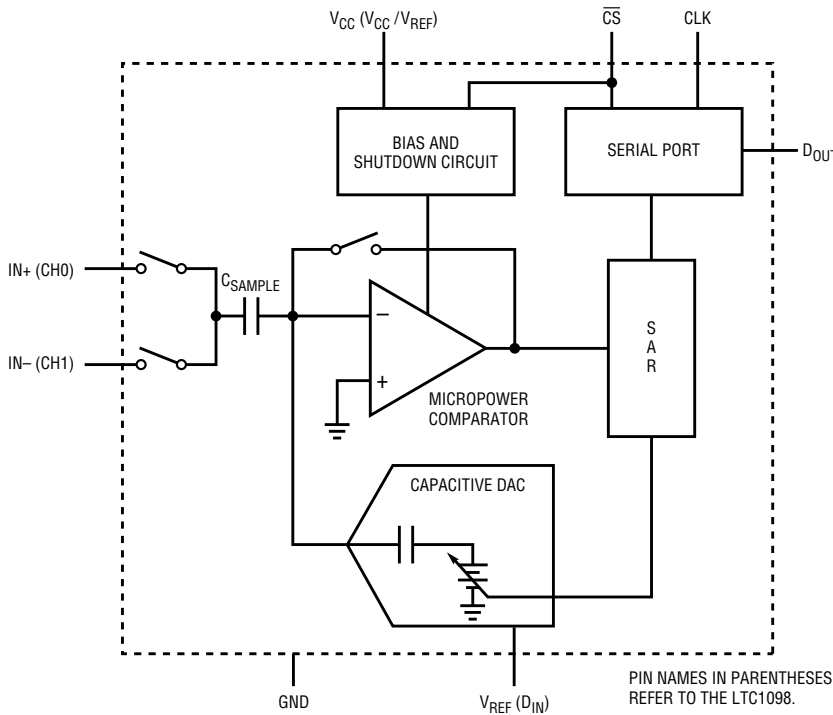 V_CC (V_CC/V_REF)
C̅S̅
CLK
BIAS AND
SHUTDOWN CIRCUIT
SERIAL PORT
D_OUT
IN+ (CH0)
C_SAMPLE
IN– (CH1)
–
+
MICROPOWER
COMPARATOR
S
A
R
CAPACITIVE DAC
GND
V_REF (D_IN)
PIN NAMES IN PARENTHESES
REFER TO THE LTC1098.